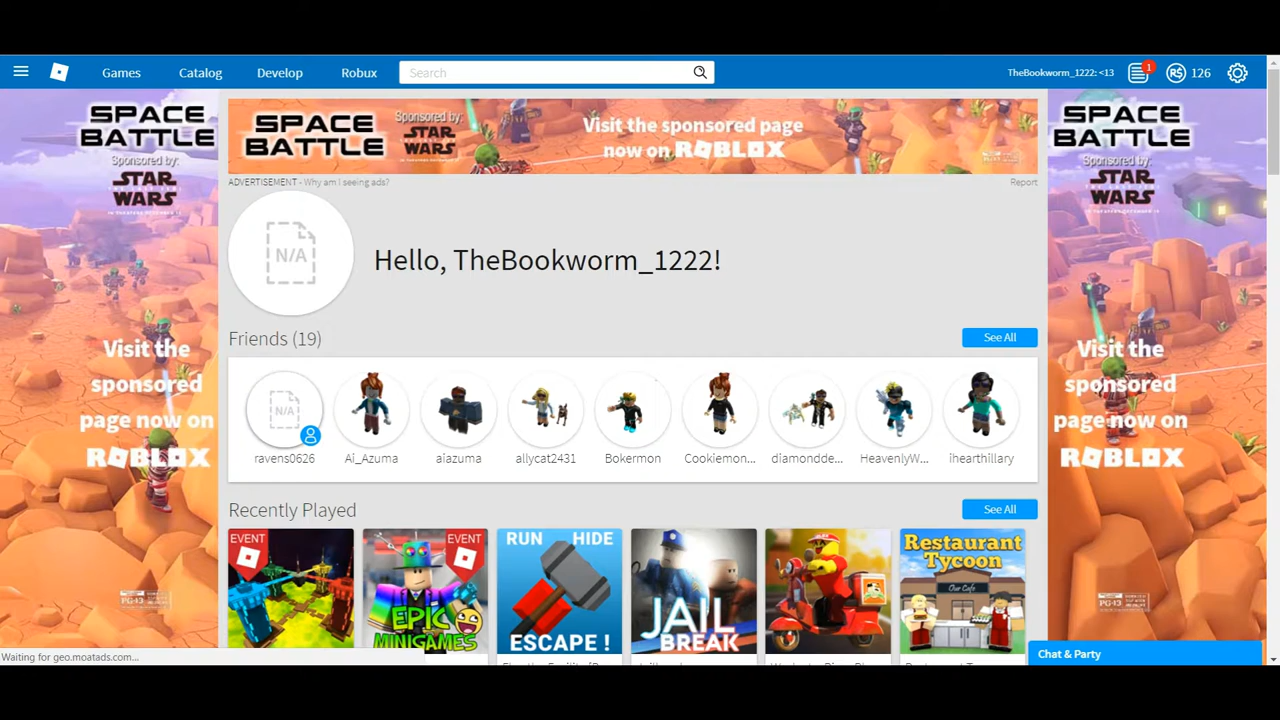 Games Catalog Develop Robux Search TheBookworm_1222: <13 1 126
SPACE BATTLE
Sponsored by:
STAR WARS
Visit the sponsored page
now on ROBLOX
SPACE
BATTLE
Sponsored by:
STAR
WARS
Visit the
sponsored
page now on
ROBLOX
SPACE
BATTLE
Sponsored by:
STAR
WARS
Visit the
sponsored
page now on
ROBLOX
ADVERTISEMENT - Why am I seeing ads? Report
N/A
Hello, TheBookworm_1222!
Friends (19) See All
N/A
ravens0626 Ai_Azuma aiazuma allycat2431 Bokermon Cookiemon... diamondde... HeavenlyW... ihearthillary
Recently Played See All
EVENT
EVENT
EPIC
MINIGAMES
RUN HIDE
ESCAPE !
JAIL
BREAK
Restaurant
Tycoon
Our Cafe
Waiting for geo.moatads.com...
Chat & Party